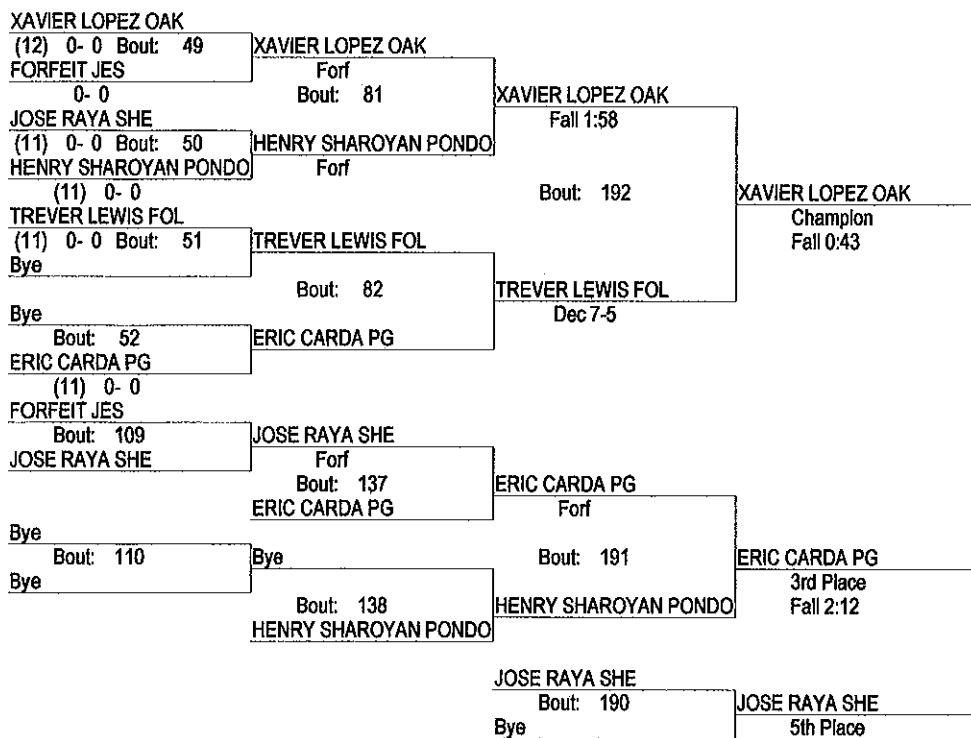 XAVIER LOPEZ OAK
(12) 0- 0 Bout: 49
FORFEIT JES
0- 0
JOSE RAYA SHE
(11) 0- 0 Bout: 50
HENRY SHAROYAN PONDO
(11) 0- 0
TREVER LEWIS FOL
(11) 0- 0 Bout: 51
Bye
Bye
Bout: 52
ERIC CARDA PG
(11) 0- 0
FORFEIT JES
Bout: 109
JOSE RAYA SHE
Bye
Bout: 110
Bye
XAVIER LOPEZ OAK
Forf
Bout: 81
HENRY SHAROYAN PONDO
Forf
TREVER LEWIS FOL
Bout: 82
ERIC CARDA PG
JOSE RAYA SHE
Forf
Bout: 137
ERIC CARDA PG
Bye
Bout: 138
HENRY SHAROYAN PONDO
XAVIER LOPEZ OAK
Fall 1:58
Bout: 192
TREVER LEWIS FOL
Dec 7-5
ERIC CARDA PG
Forf
Bout: 191
HENRY SHAROYAN PONDO
JOSE RAYA SHE
Bout: 190
Bye
XAVIER LOPEZ OAK
Champion
Fall 0:43
ERIC CARDA PG
3rd Place
Fall 2:12
JOSE RAYA SHE
5th Place